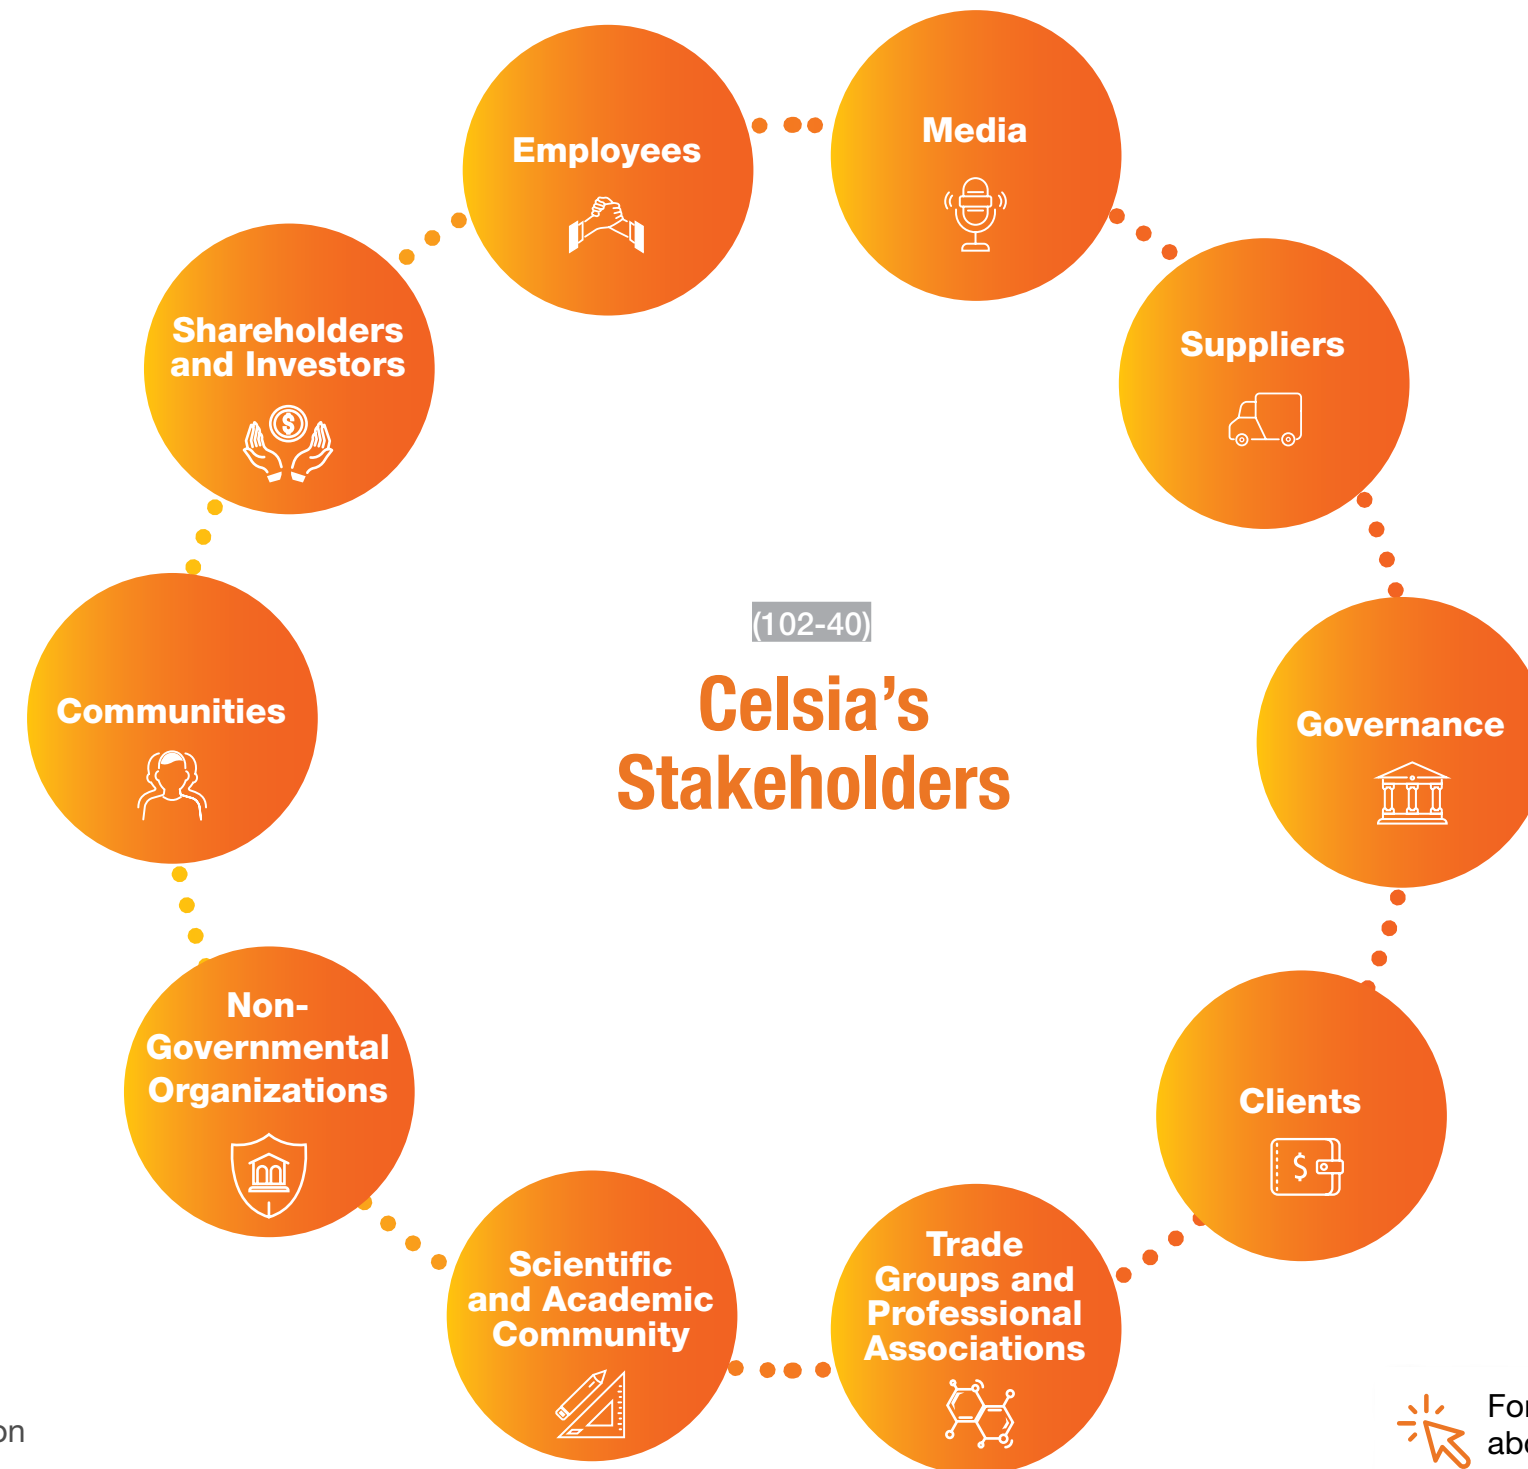 Employees
Media
Shareholders
and Investors
Suppliers
(102-40)
Celsia’s
Stakeholders
Communities
Governance
Non-
Governmental
Organizations
Clients
Scientific
and Academic
Community
Trade
Groups and
Professional
Associations